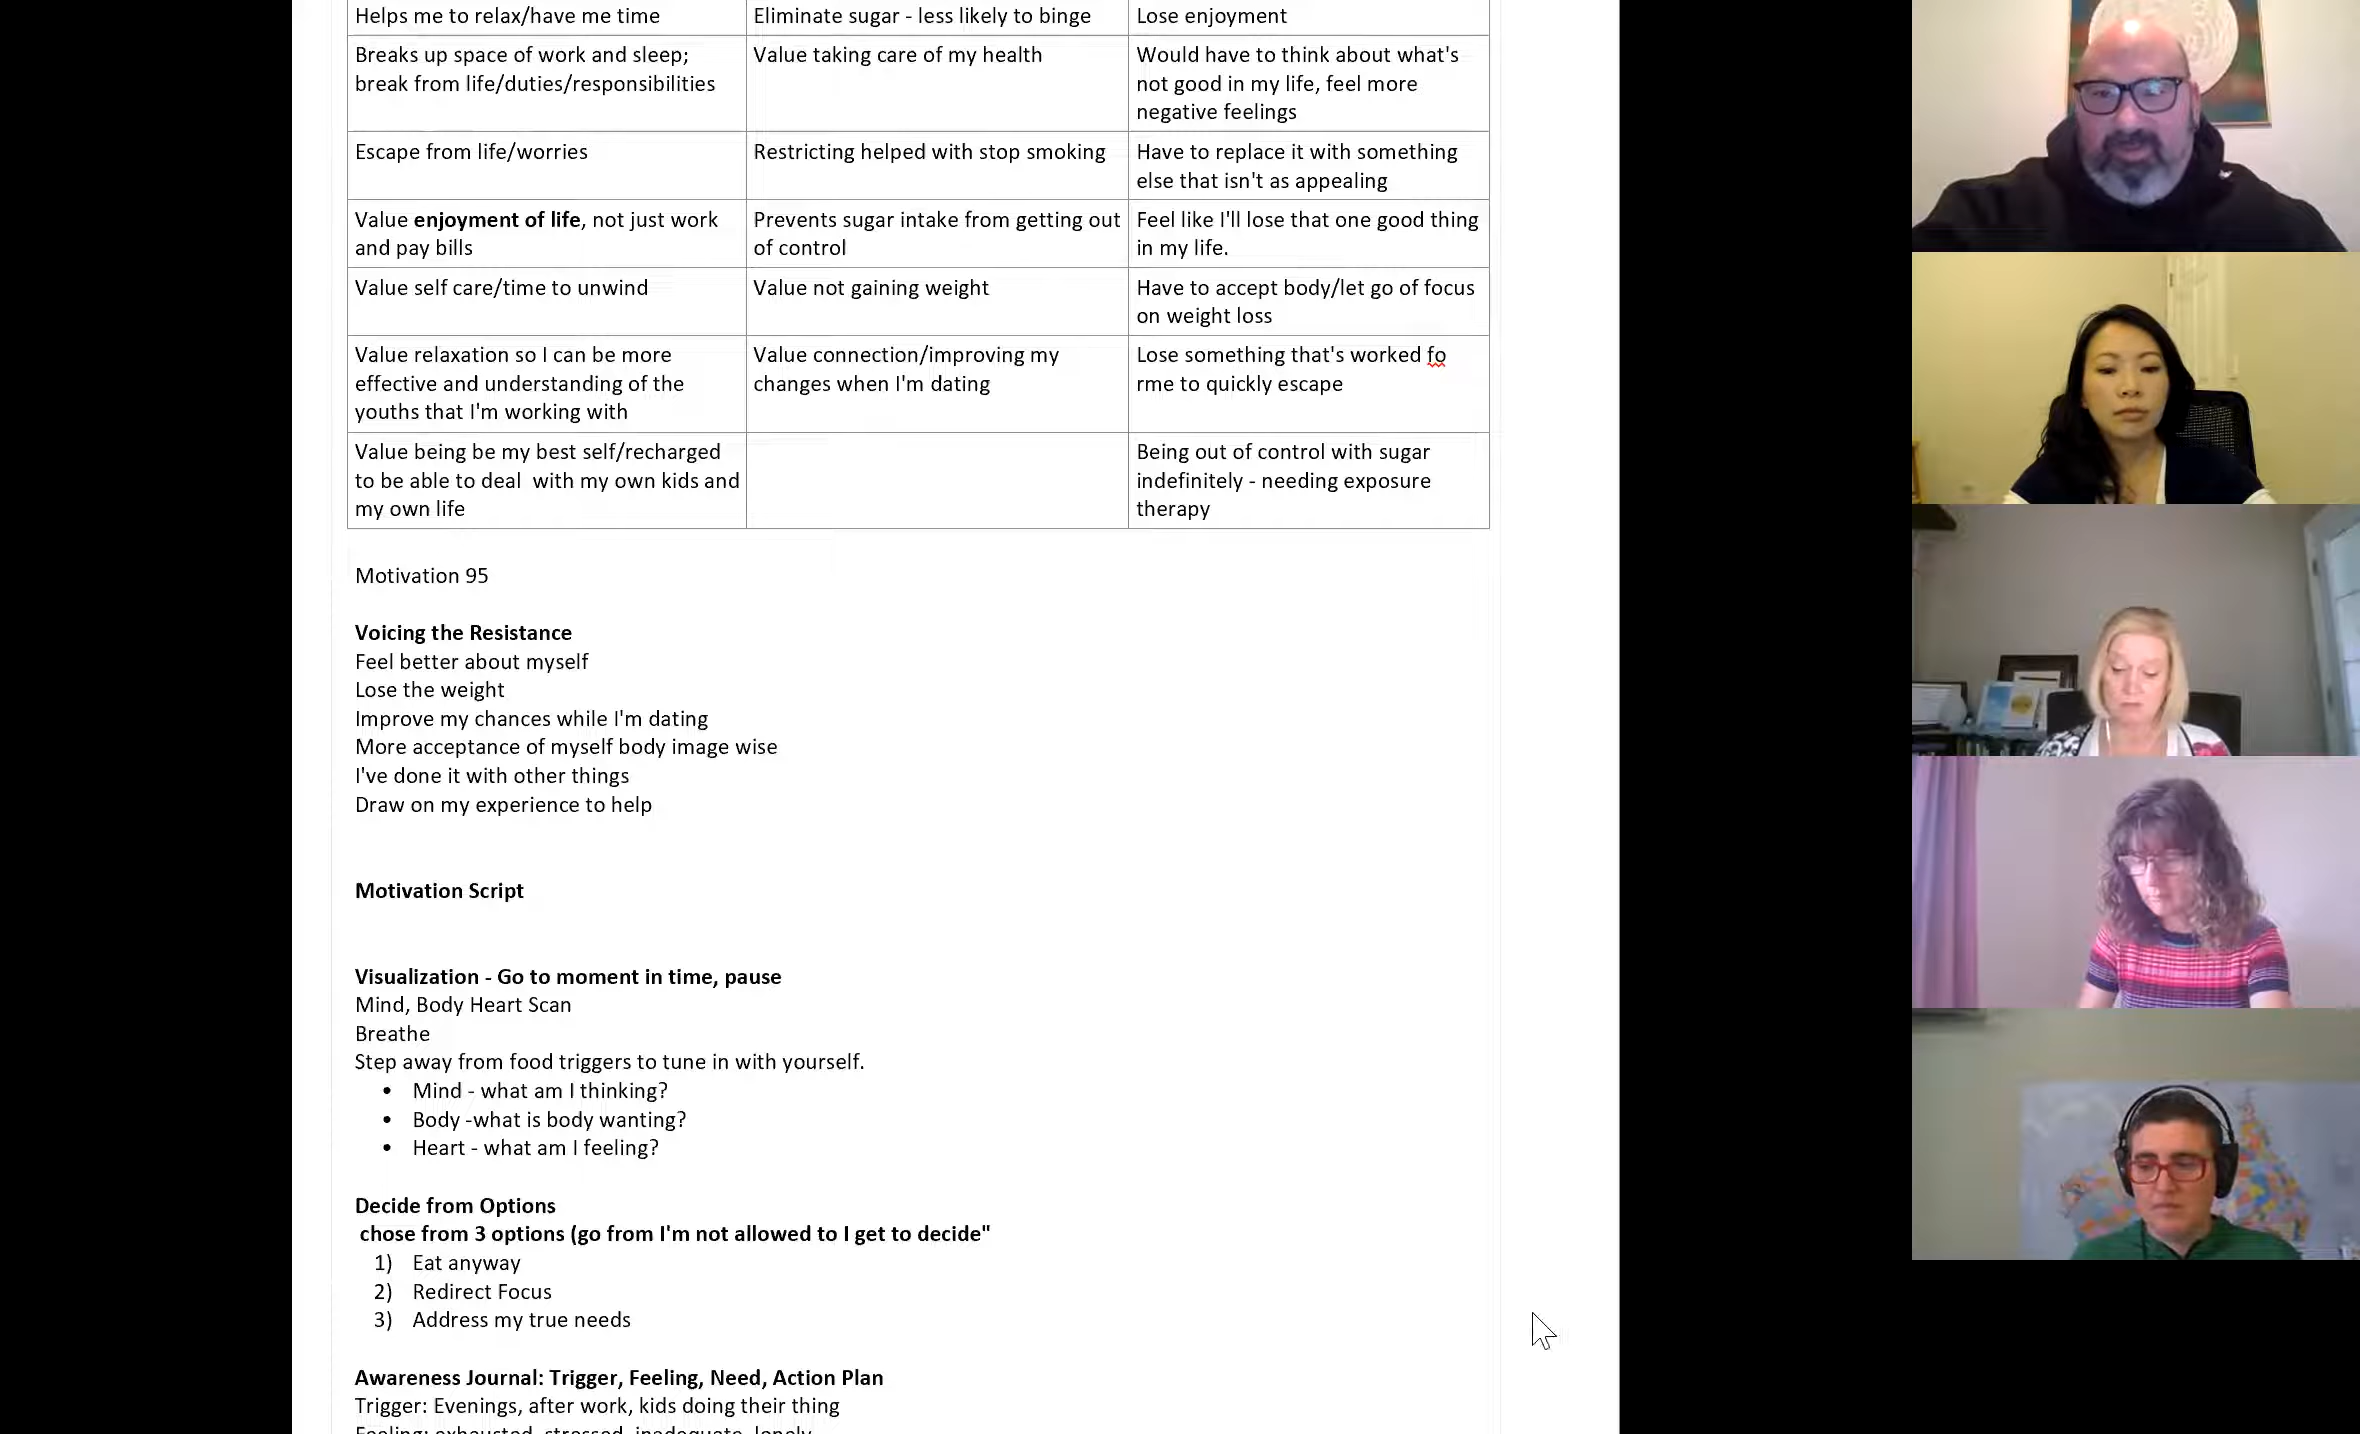 Helps me to relax/have me time
Eliminate sugar - less likely to binge
Lose enjoyment
Breaks up space of work and sleep;
break from life/duties/responsibilities
Value taking care of my health
Would have to think about what's
not good in my life, feel more
negative feelings
Escape from life/worries
Restricting helped with stop smoking
Have to replace it with something
else that isn't as appealing
Value enjoyment of life, not just work
and pay bills
Prevents sugar intake from getting out
of control
Feel like I'll lose that one good thing
in my life.
Value self care/time to unwind
Value not gaining weight
Have to accept body/let go of focus
on weight loss
Value relaxation so I can be more
effective and understanding of the
youths that I'm working with
Value connection/improving my
changes when I'm dating
Lose something that's worked fo
rme to quickly escape
Value being be my best self/recharged
to be able to deal  with my own kids and
my own life
Being out of control with sugar
indefinitely - needing exposure
therapy
Motivation 95
Voicing the Resistance
Feel better about myself
Lose the weight
Improve my chances while I'm dating
More acceptance of myself body image wise
I've done it with other things
Draw on my experience to help
Motivation Script
Visualization - Go to moment in time, pause
Mind, Body Heart Scan
Breathe
Step away from food triggers to tune in with yourself.
• Mind - what am I thinking?
• Body -what is body wanting?
• Heart - what am I feeling?
Decide from Options
chose from 3 options (go from I'm not allowed to I get to decide"
1) Eat anyway
2) Redirect Focus
3) Address my true needs
Awareness Journal: Trigger, Feeling, Need, Action Plan
Trigger: Evenings, after work, kids doing their thing
Feeling: exhausted, stressed, inadequate, lonely